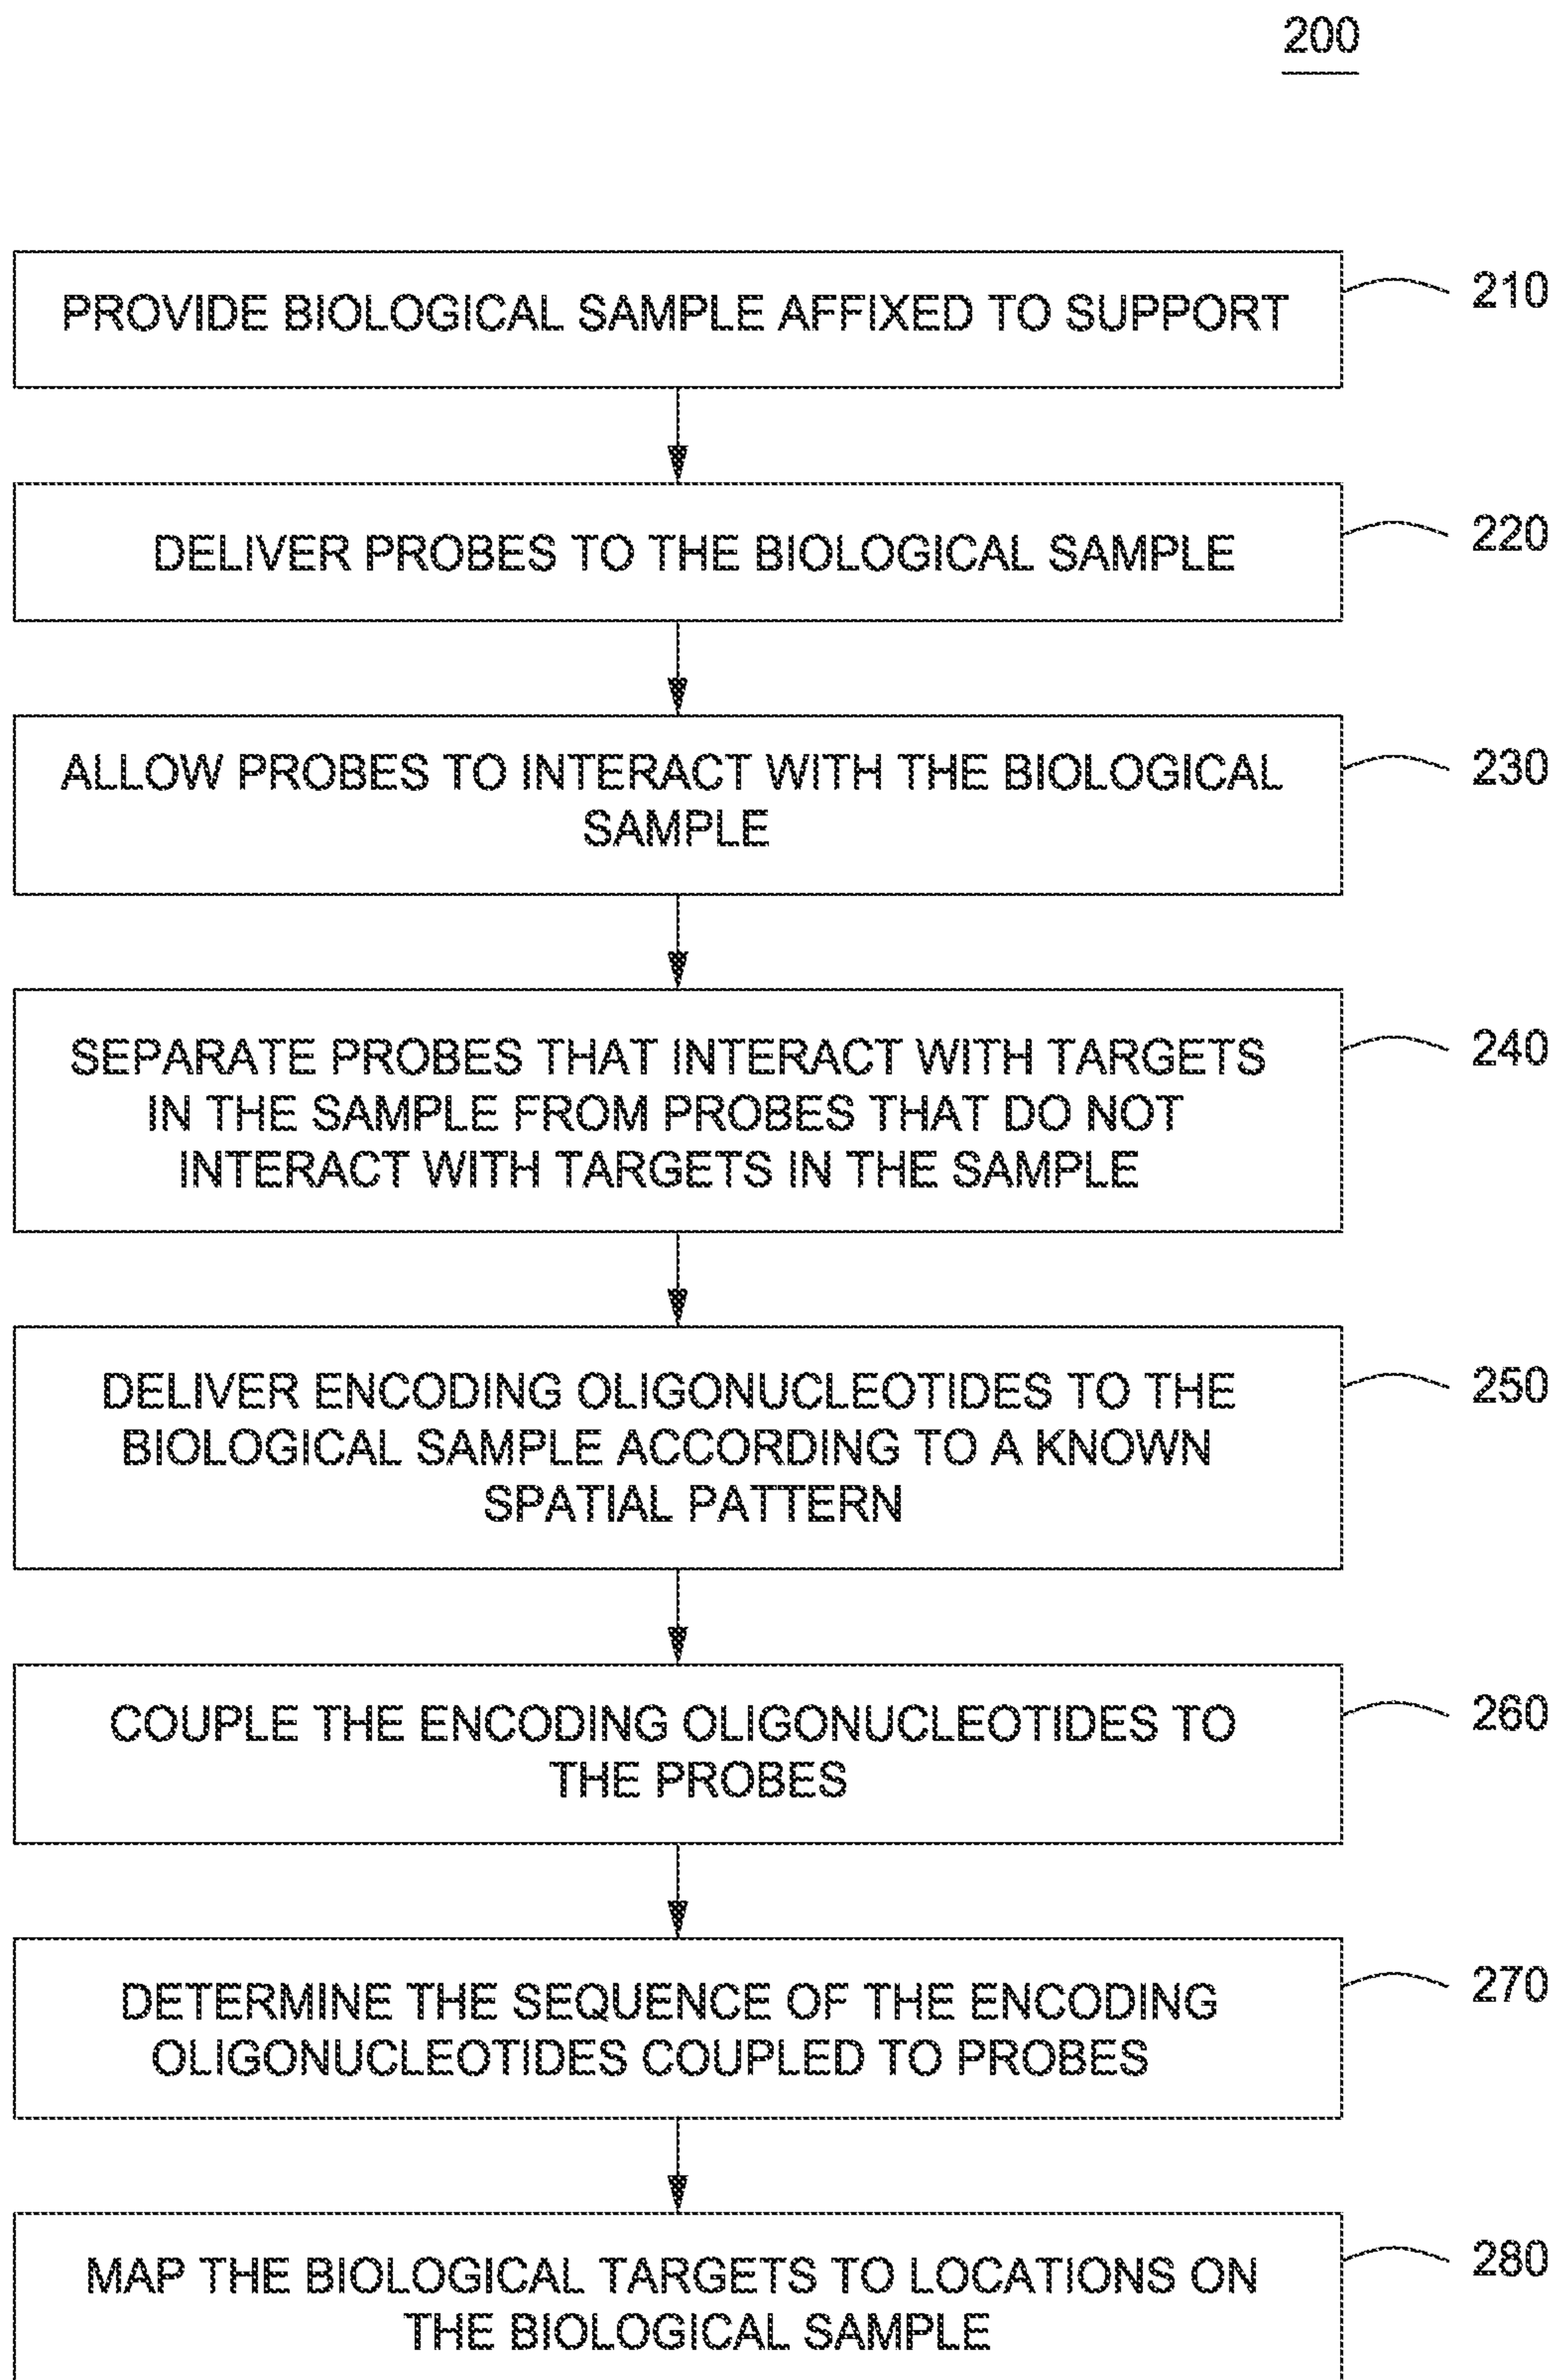 200
PROVIDE BIOLOGICAL SAMPLE AFFIXED TO SUPPORT
210
DELIVER PROBES TO THE BIOLOGICAL SAMPLE
220
ALLOW PROBES TO INTERACT WITH THE BIOLOGICAL
SAMPLE
230
SEPARATE PROBES THAT INTERACT WITH TARGETS
IN THE SAMPLE FROM PROBES THAT DO NOT
INTERACT WITH TARGETS IN THE SAMPLE
240
DELIVER ENCODING OLIGONUCLEOTIDES TO THE
BIOLOGICAL SAMPLE ACCORDING TO A KNOWN
SPATIAL PATTERN
250
COUPLE THE ENCODING OLIGONUCLEOTIDES TO
THE PROBES
260
DETERMINE THE SEQUENCE OF THE ENCODING
OLIGONUCLEOTIDES COUPLED TO PROBES
270
MAP THE BIOLOGICAL TARGETS TO LOCATIONS ON
THE BIOLOGICAL SAMPLE
280